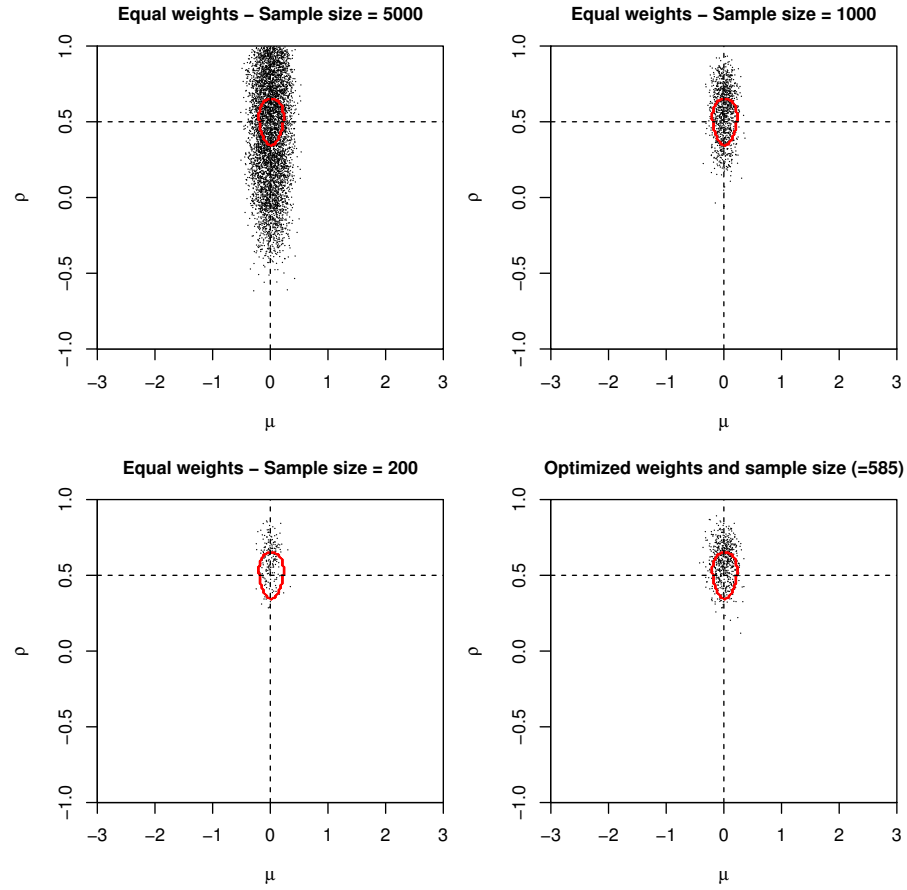 Equal weights − Sample size = 5000
1.0
0.5
0.0
−0.5
−1.0
ρ
−3 −2 −1 0 1 2 3
μ
Equal weights − Sample size = 1000
1.0
0.5
0.0
−0.5
−1.0
ρ
−3 −2 −1 0 1 2 3
μ
Equal weights − Sample size = 200
1.0
0.5
0.0
−0.5
−1.0
ρ
−3 −2 −1 0 1 2 3
μ
Optimized weights and sample size (=585)
1.0
0.5
0.0
−0.5
−1.0
ρ
−3 −2 −1 0 1 2 3
μ